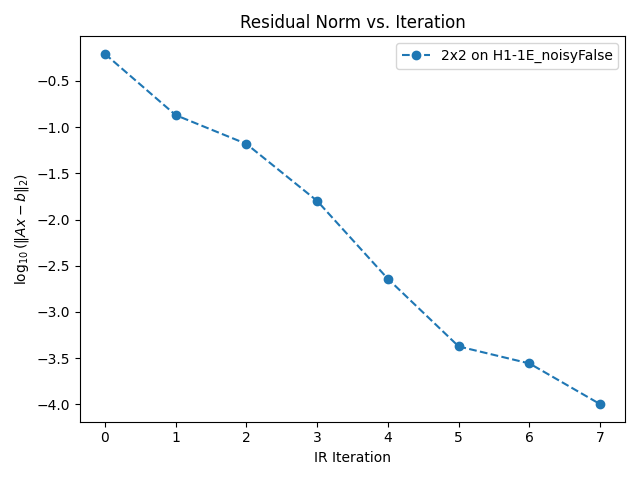 Residual Norm vs. Iteration
2x2 on H1-1E_noisyFalse
−0.5
−1.0
−1.5
−2.0
−2.5
−3.0
−3.5
−4.0
log₁₀(‖Ax − b‖₂)
0 1 2 3 4 5 6 7
IR Iteration